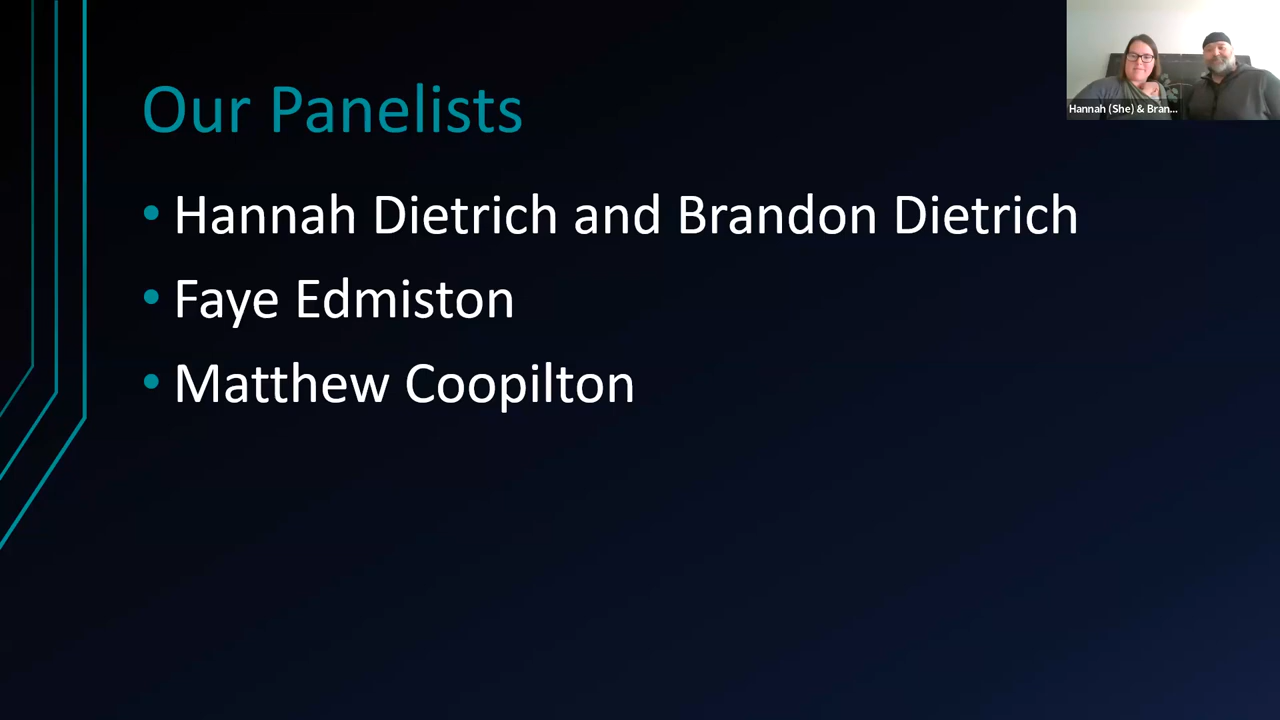 Our Panelists
Hannah (She) & Bran...
• Hannah Dietrich and Brandon Dietrich
• Faye Edmiston
• Matthew Coopilton